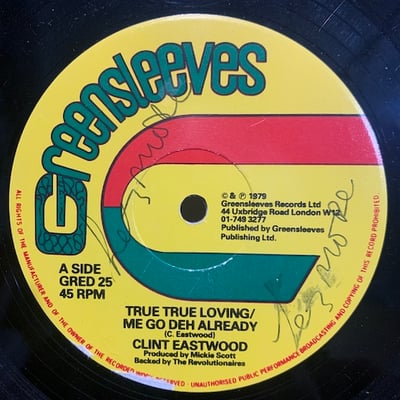 Greensleeves
℗ & © 1979
Greensleeves Records Ltd
44 Uxbridge Road London W12
01-749 3277
Published by Greensleeves
Publishing Ltd.
A SIDE
GRED 25
45 RPM
TRUE TRUE LOVING/
ME GO DEH ALREADY
(C. Eastwood)
CLINT EASTWOOD
Produced by Mickie Scott
Backed by The Revolutionaires
ALL RIGHTS OF THE MANUFACTURER AND OF THE OWNER OF THE RECORDED WORK RESERVED - UNAUTHORISED PUBLIC PERFORMANCE BROADCASTING AND COPYING OF THIS RECORD PROHIBITED